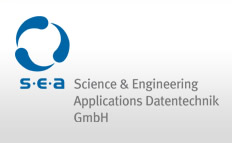 s·e·a Science & Engineering
Applications Datentechnik
GmbH